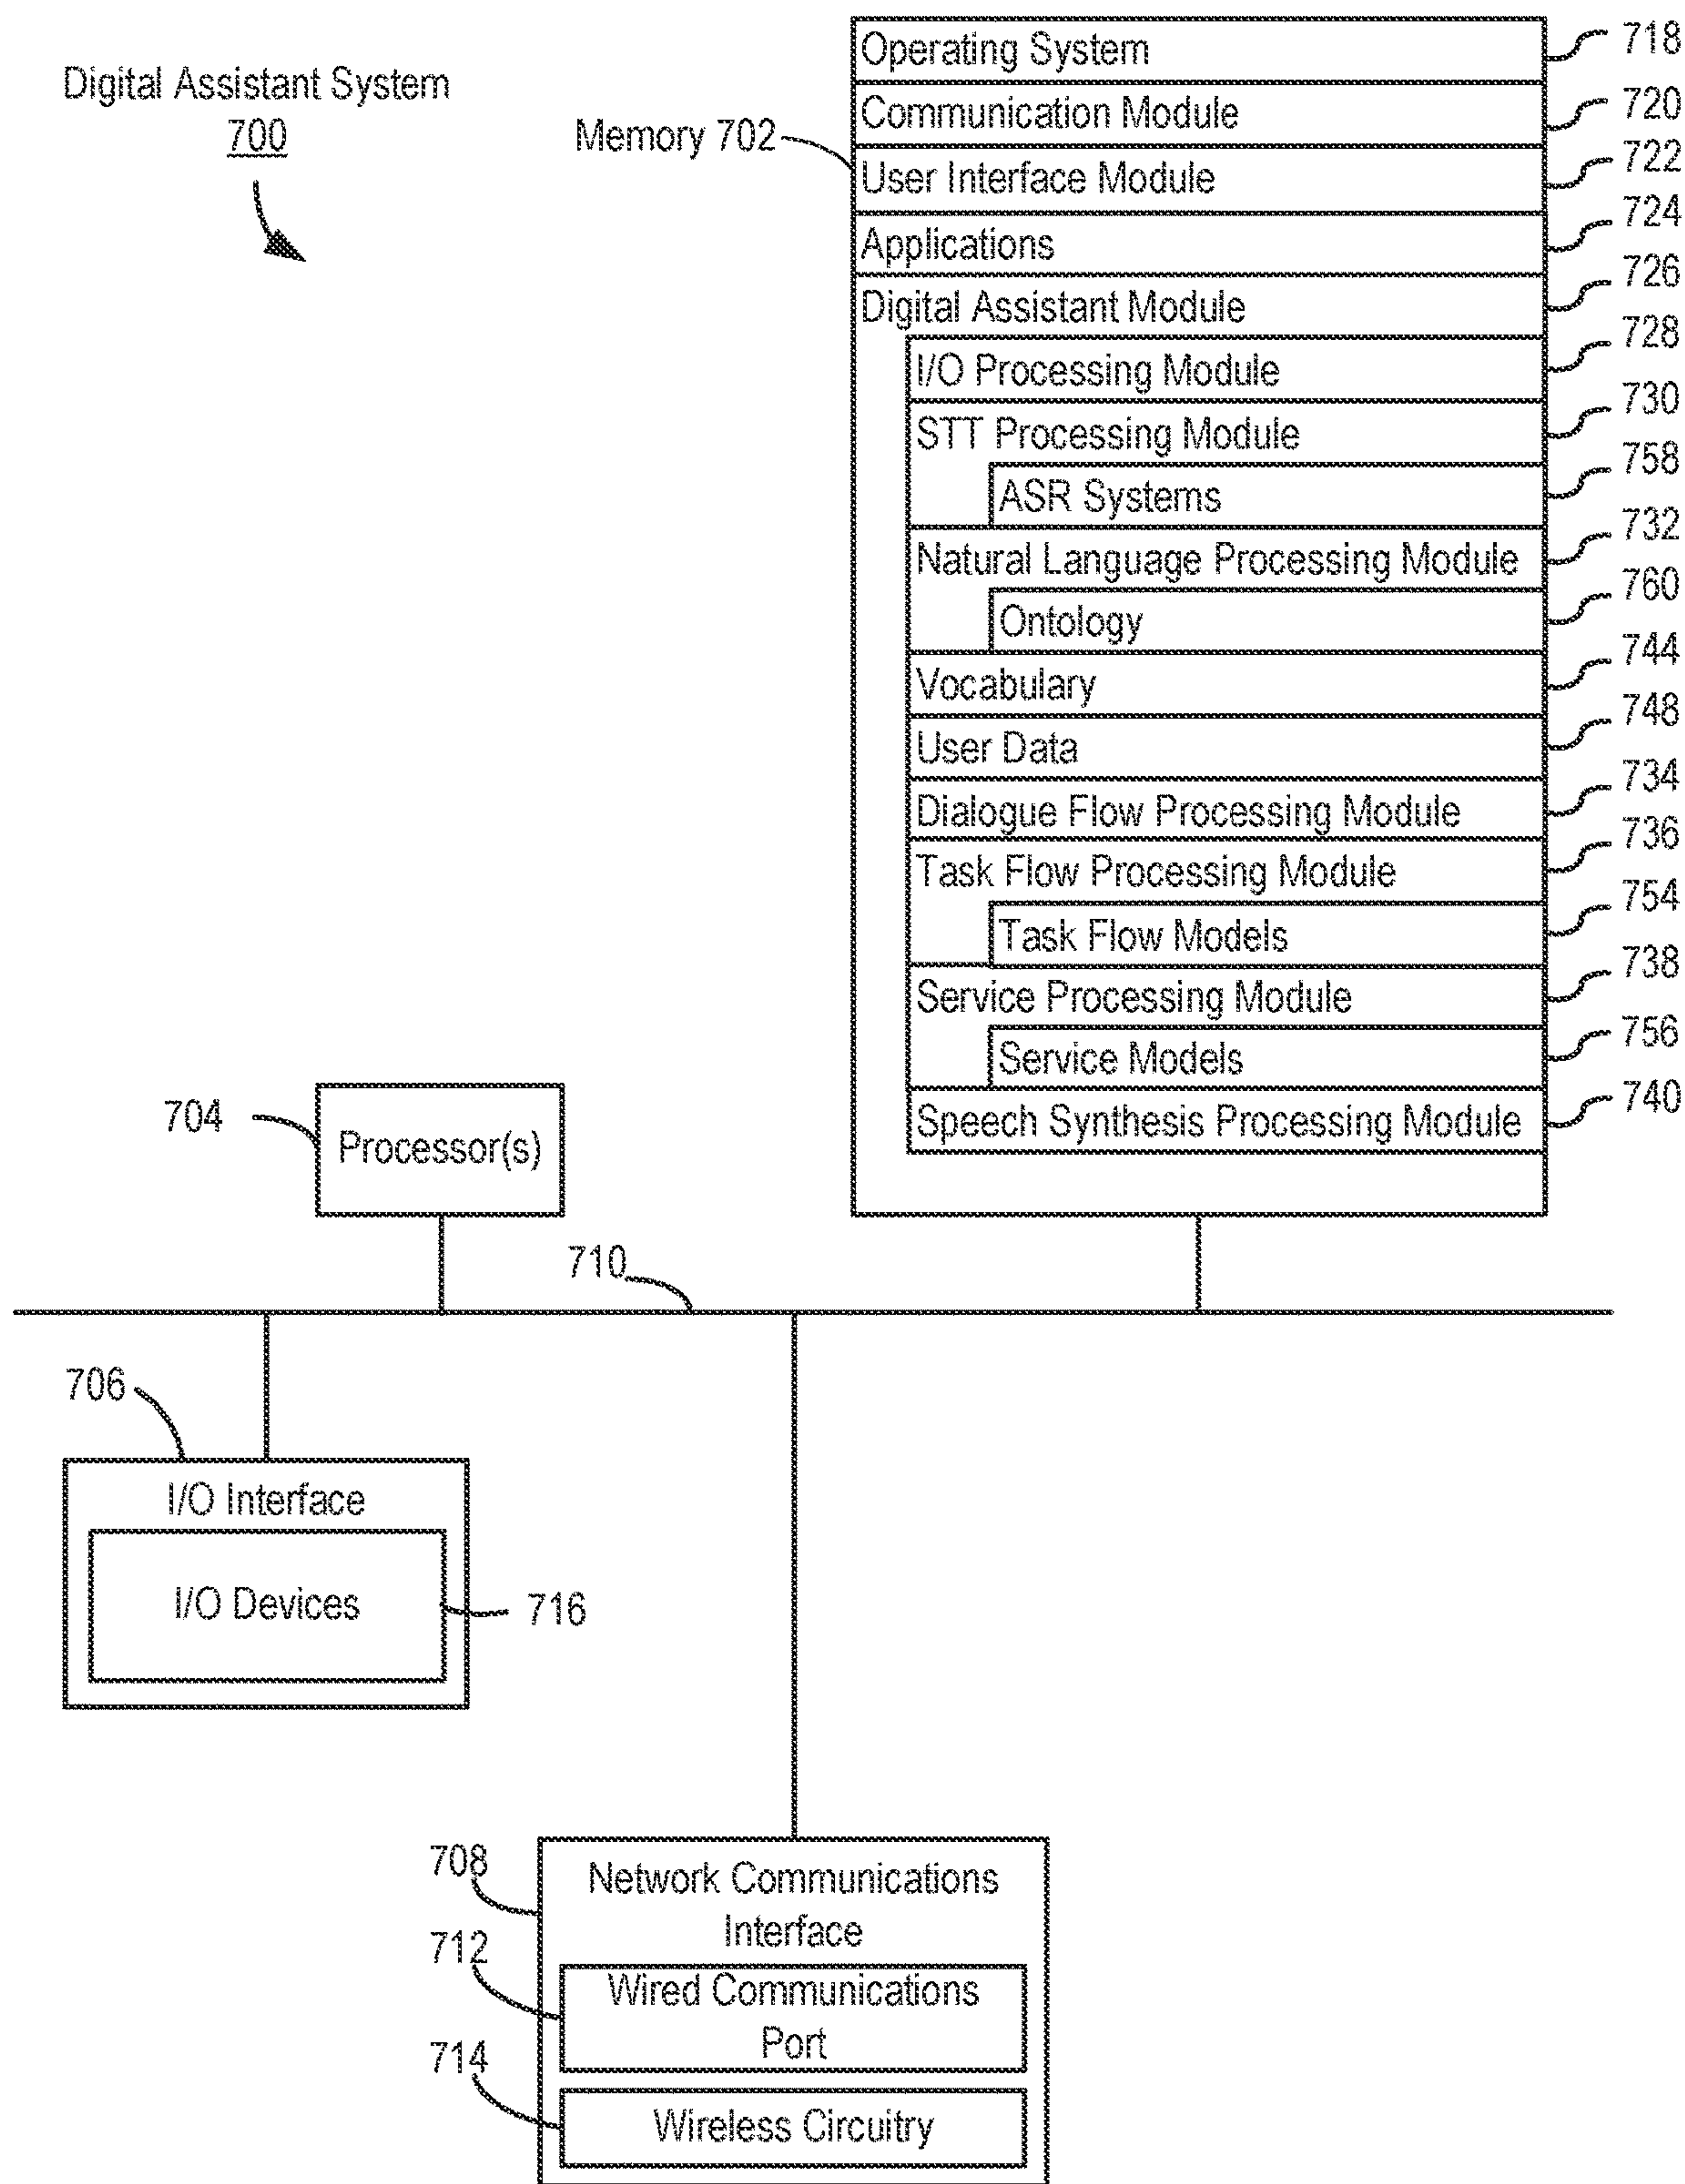 Digital Assistant System
700
Memory 702
Operating System 718
Communication Module 720
User Interface Module 722
Applications 724
Digital Assistant Module 726
I/O Processing Module 728
STT Processing Module 730
ASR Systems 758
Natural Language Processing Module 732
Ontology 760
Vocabulary 744
User Data 748
Dialogue Flow Processing Module 734
Task Flow Processing Module 736
Task Flow Models 754
Service Processing Module 738
Service Models 756
Speech Synthesis Processing Module 740
704
Processor(s)
710
706
I/O Interface
I/O Devices
716
708
Network Communications
Interface
712
Wired Communications
Port
714
Wireless Circuitry